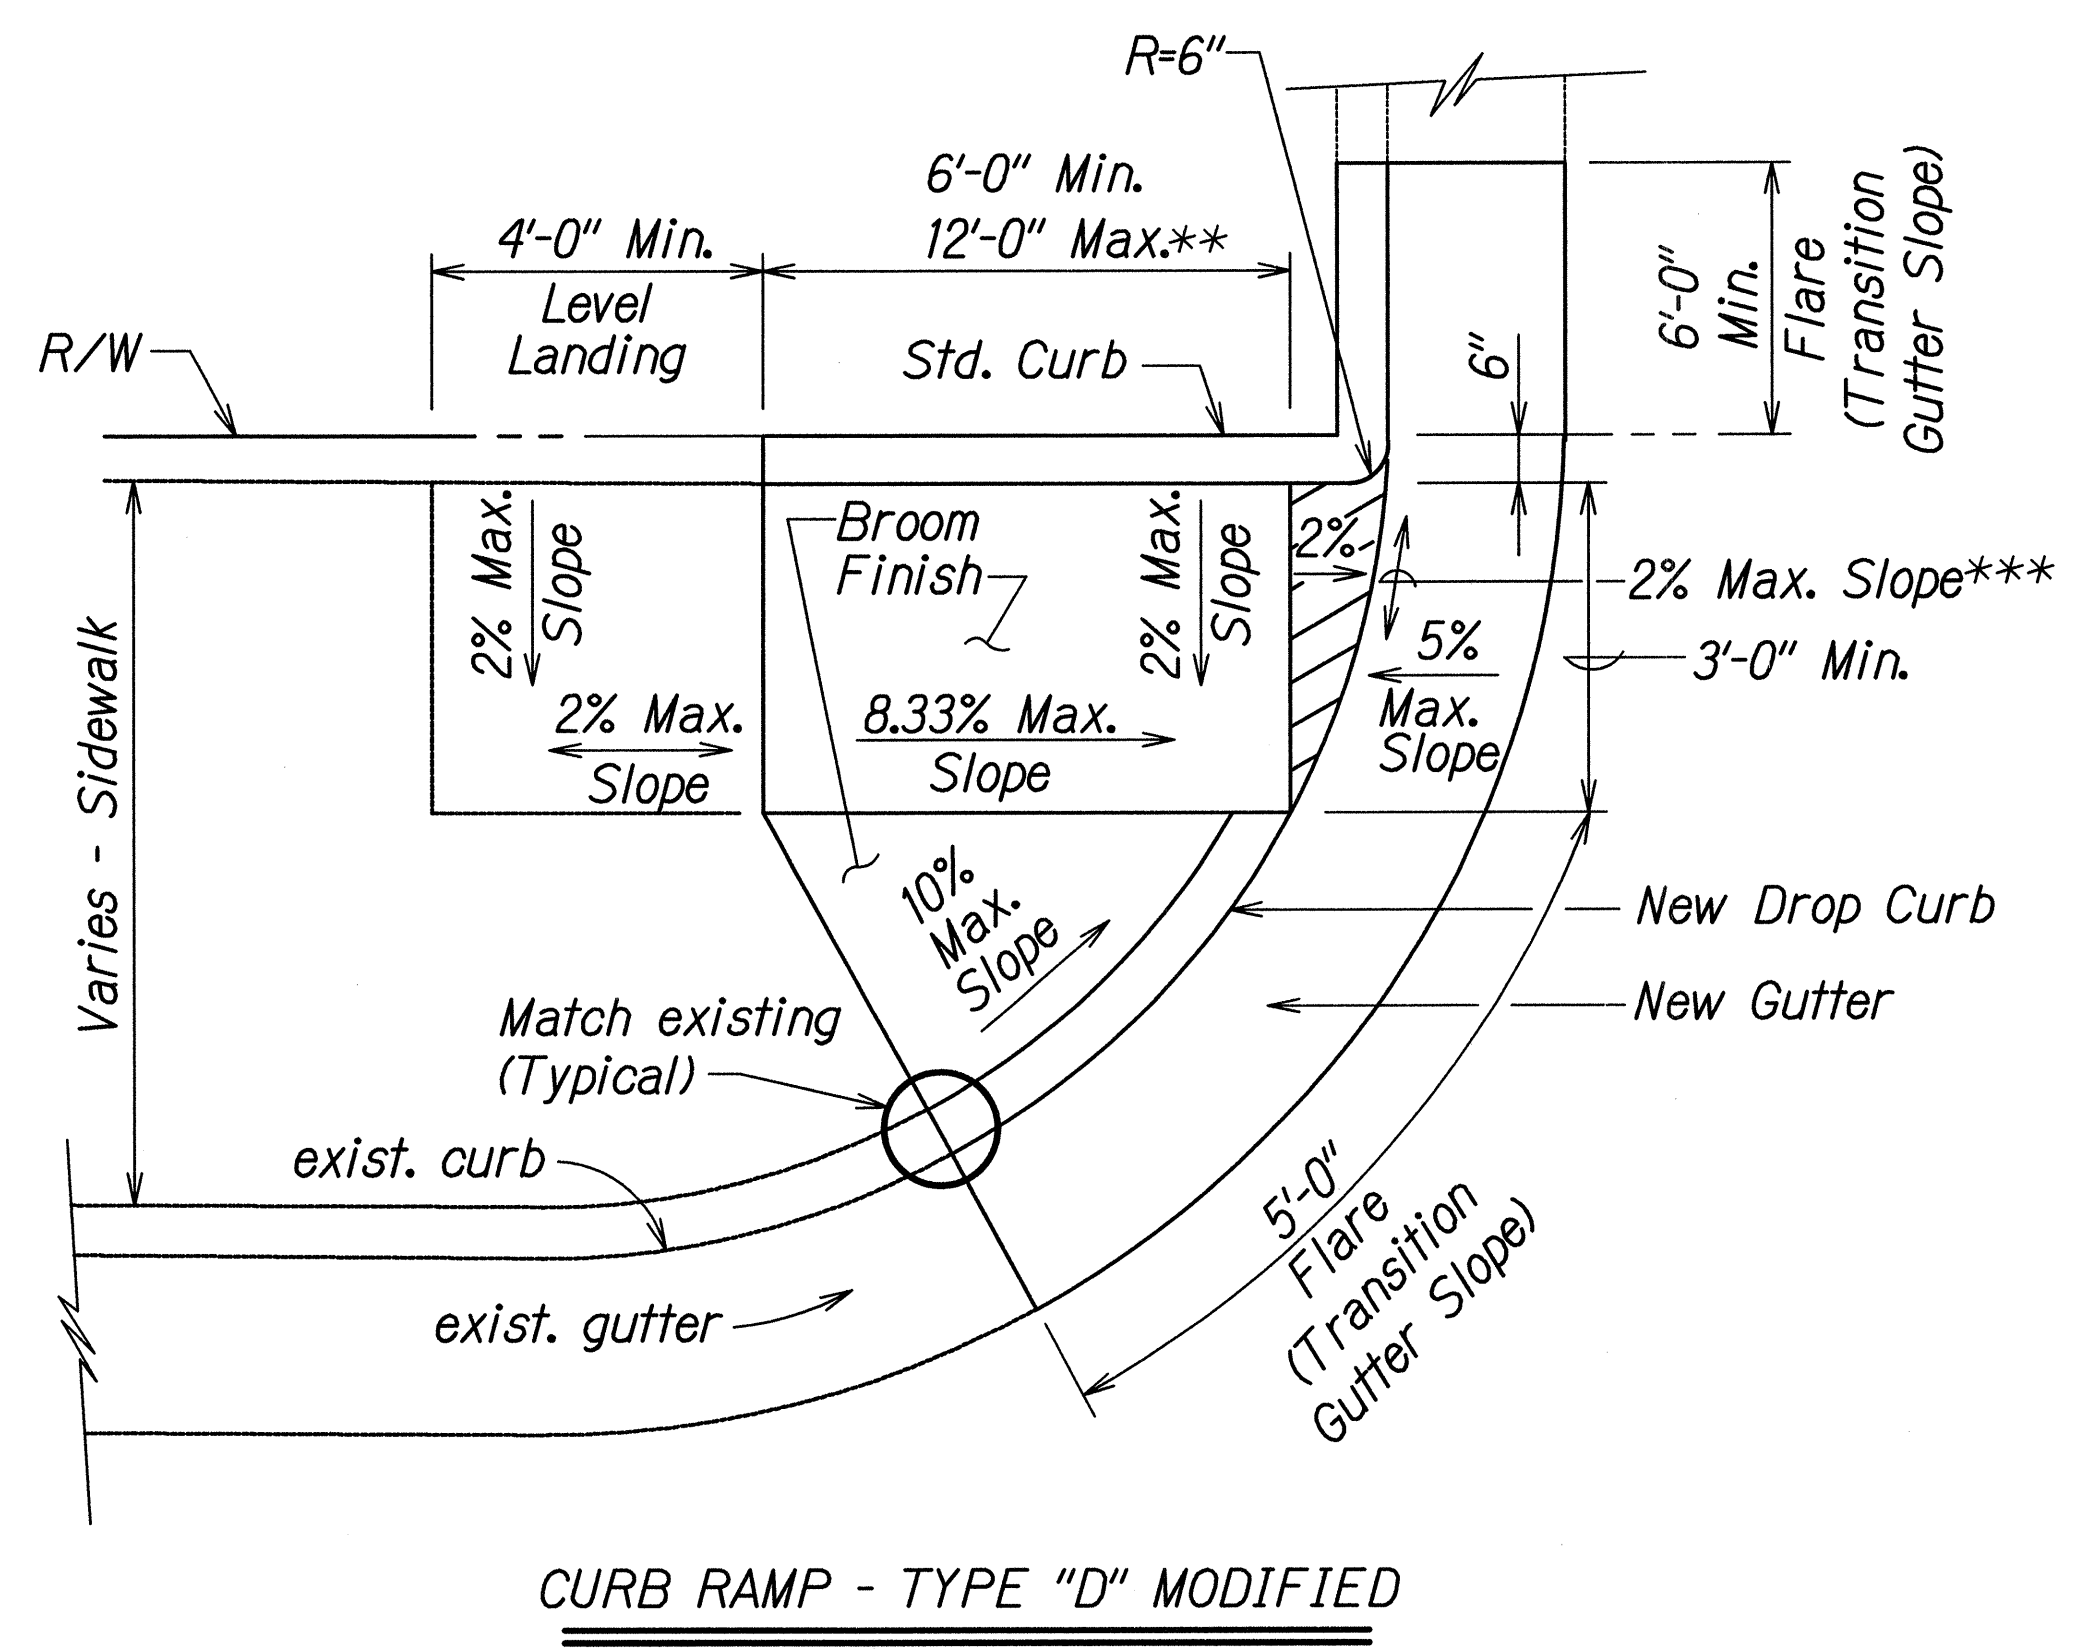 R=6"
6'-0" Min.
12'-0" Max.**
4'-0" Min.
Level
Landing
R/W
Std. Curb
6"
6'-0"
Min.
Flare
(Transition
Gutter Slope)
2% Max.
Slope
Broom
Finish
2% Max.
Slope
2%
2% Max. Slope***
5%
Max.
Slope
3'-0" Min.
2% Max.
Slope
8.33% Max.
Slope
Varies - Sidewalk
10%
Max.
Slope
New Drop Curb
New Gutter
Match existing
(Typical)
exist. curb
exist. gutter
5'-0"
Flare
(Transition
Gutter Slope)
CURB RAMP - TYPE "D" MODIFIED